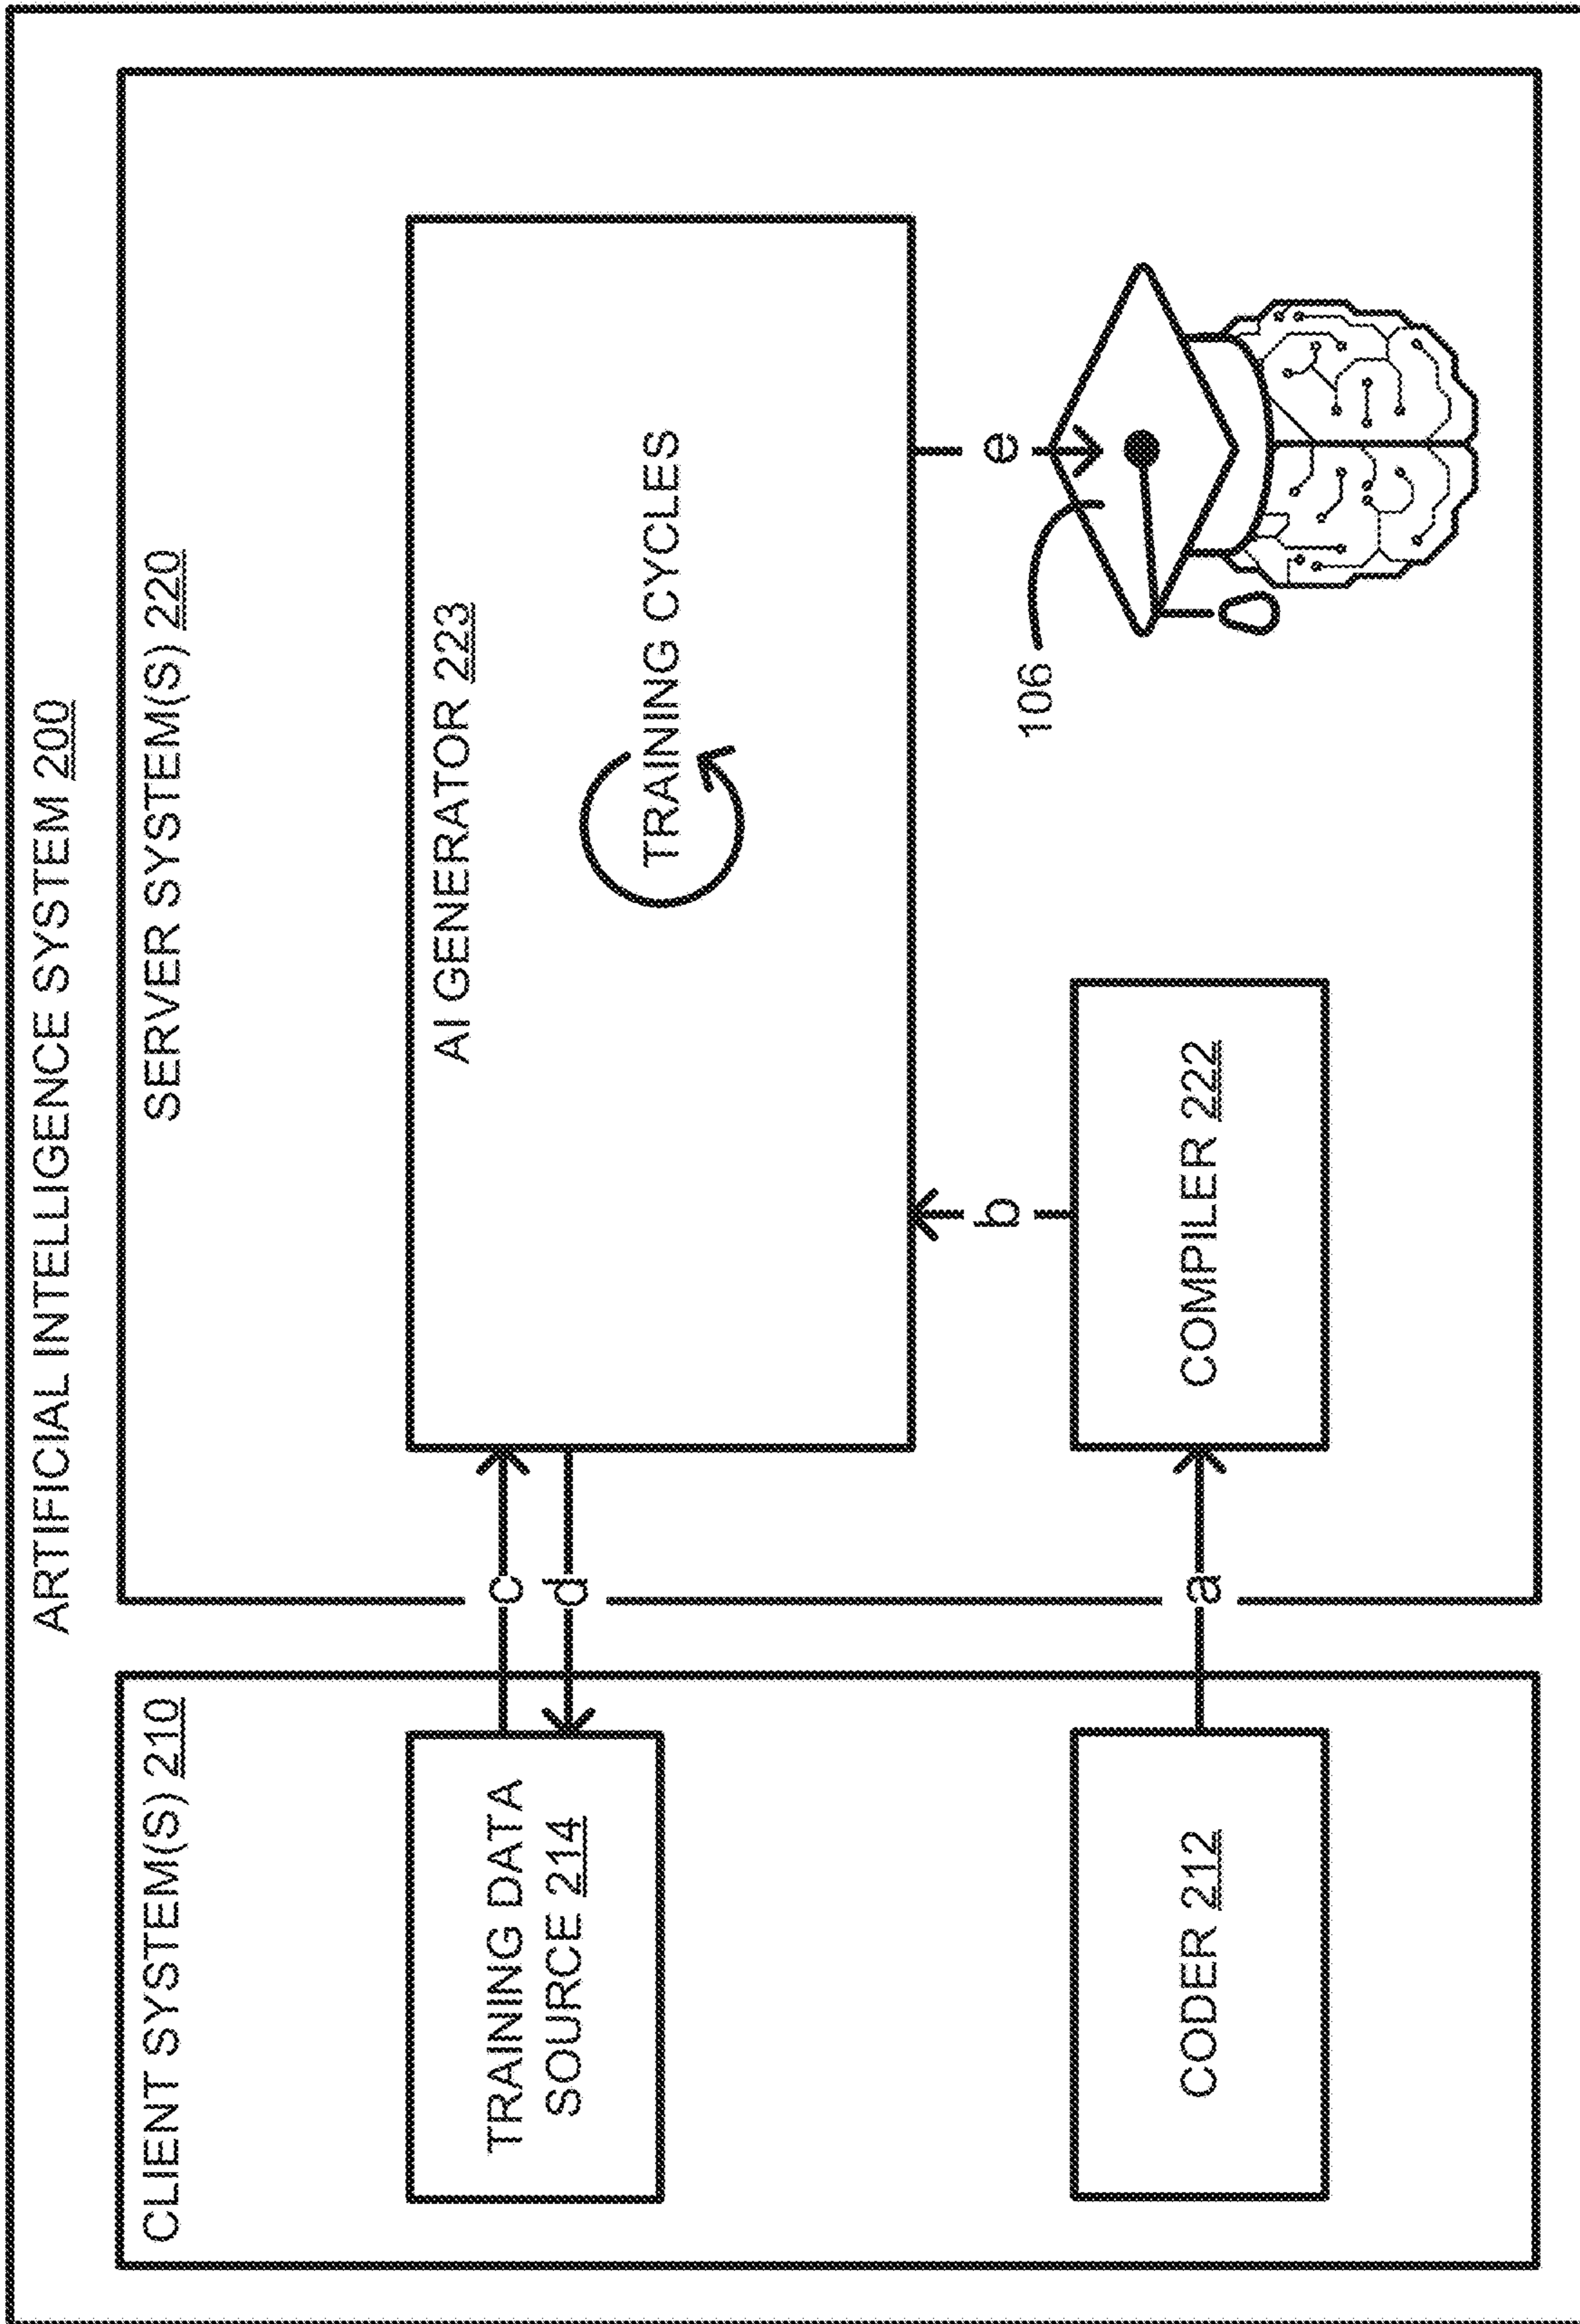 ARTIFICIAL INTELLIGENCE SYSTEM 200
CLIENT SYSTEM(S) 210
SERVER SYSTEM(S) 220
TRAINING DATA
SOURCE 214
c
d
AI GENERATOR 223
TRAINING CYCLES
b
e
106
CODER 212
a
COMPILER 222